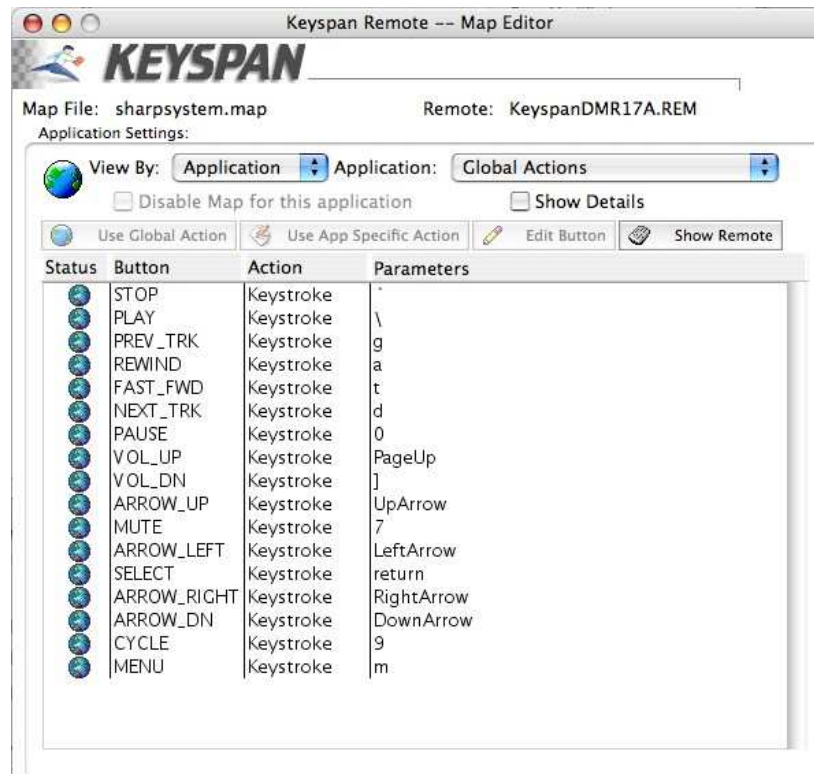 Keyspan Remote -- Map Editor
KEYSPAN
Map File: sharpsystem.map Remote: KeyspanDMR17A.REM
Application Settings:
View By: Application Application: Global Actions
Disable Map for this application Show Details
Use Global Action Use App Specific Action Edit Button Show Remote
Status Button Action Parameters
STOP Keystroke `
PLAY Keystroke \
PREV_TRK Keystroke g
REWIND Keystroke a
FAST_FWD Keystroke t
NEXT_TRK Keystroke d
PAUSE Keystroke 0
VOL_UP Keystroke PageUp
VOL_DN Keystroke ]
ARROW_UP Keystroke UpArrow
MUTE Keystroke 7
ARROW_LEFT Keystroke LeftArrow
SELECT Keystroke return
ARROW_RIGHT Keystroke RightArrow
ARROW_DN Keystroke DownArrow
CYCLE Keystroke 9
MENU Keystroke m